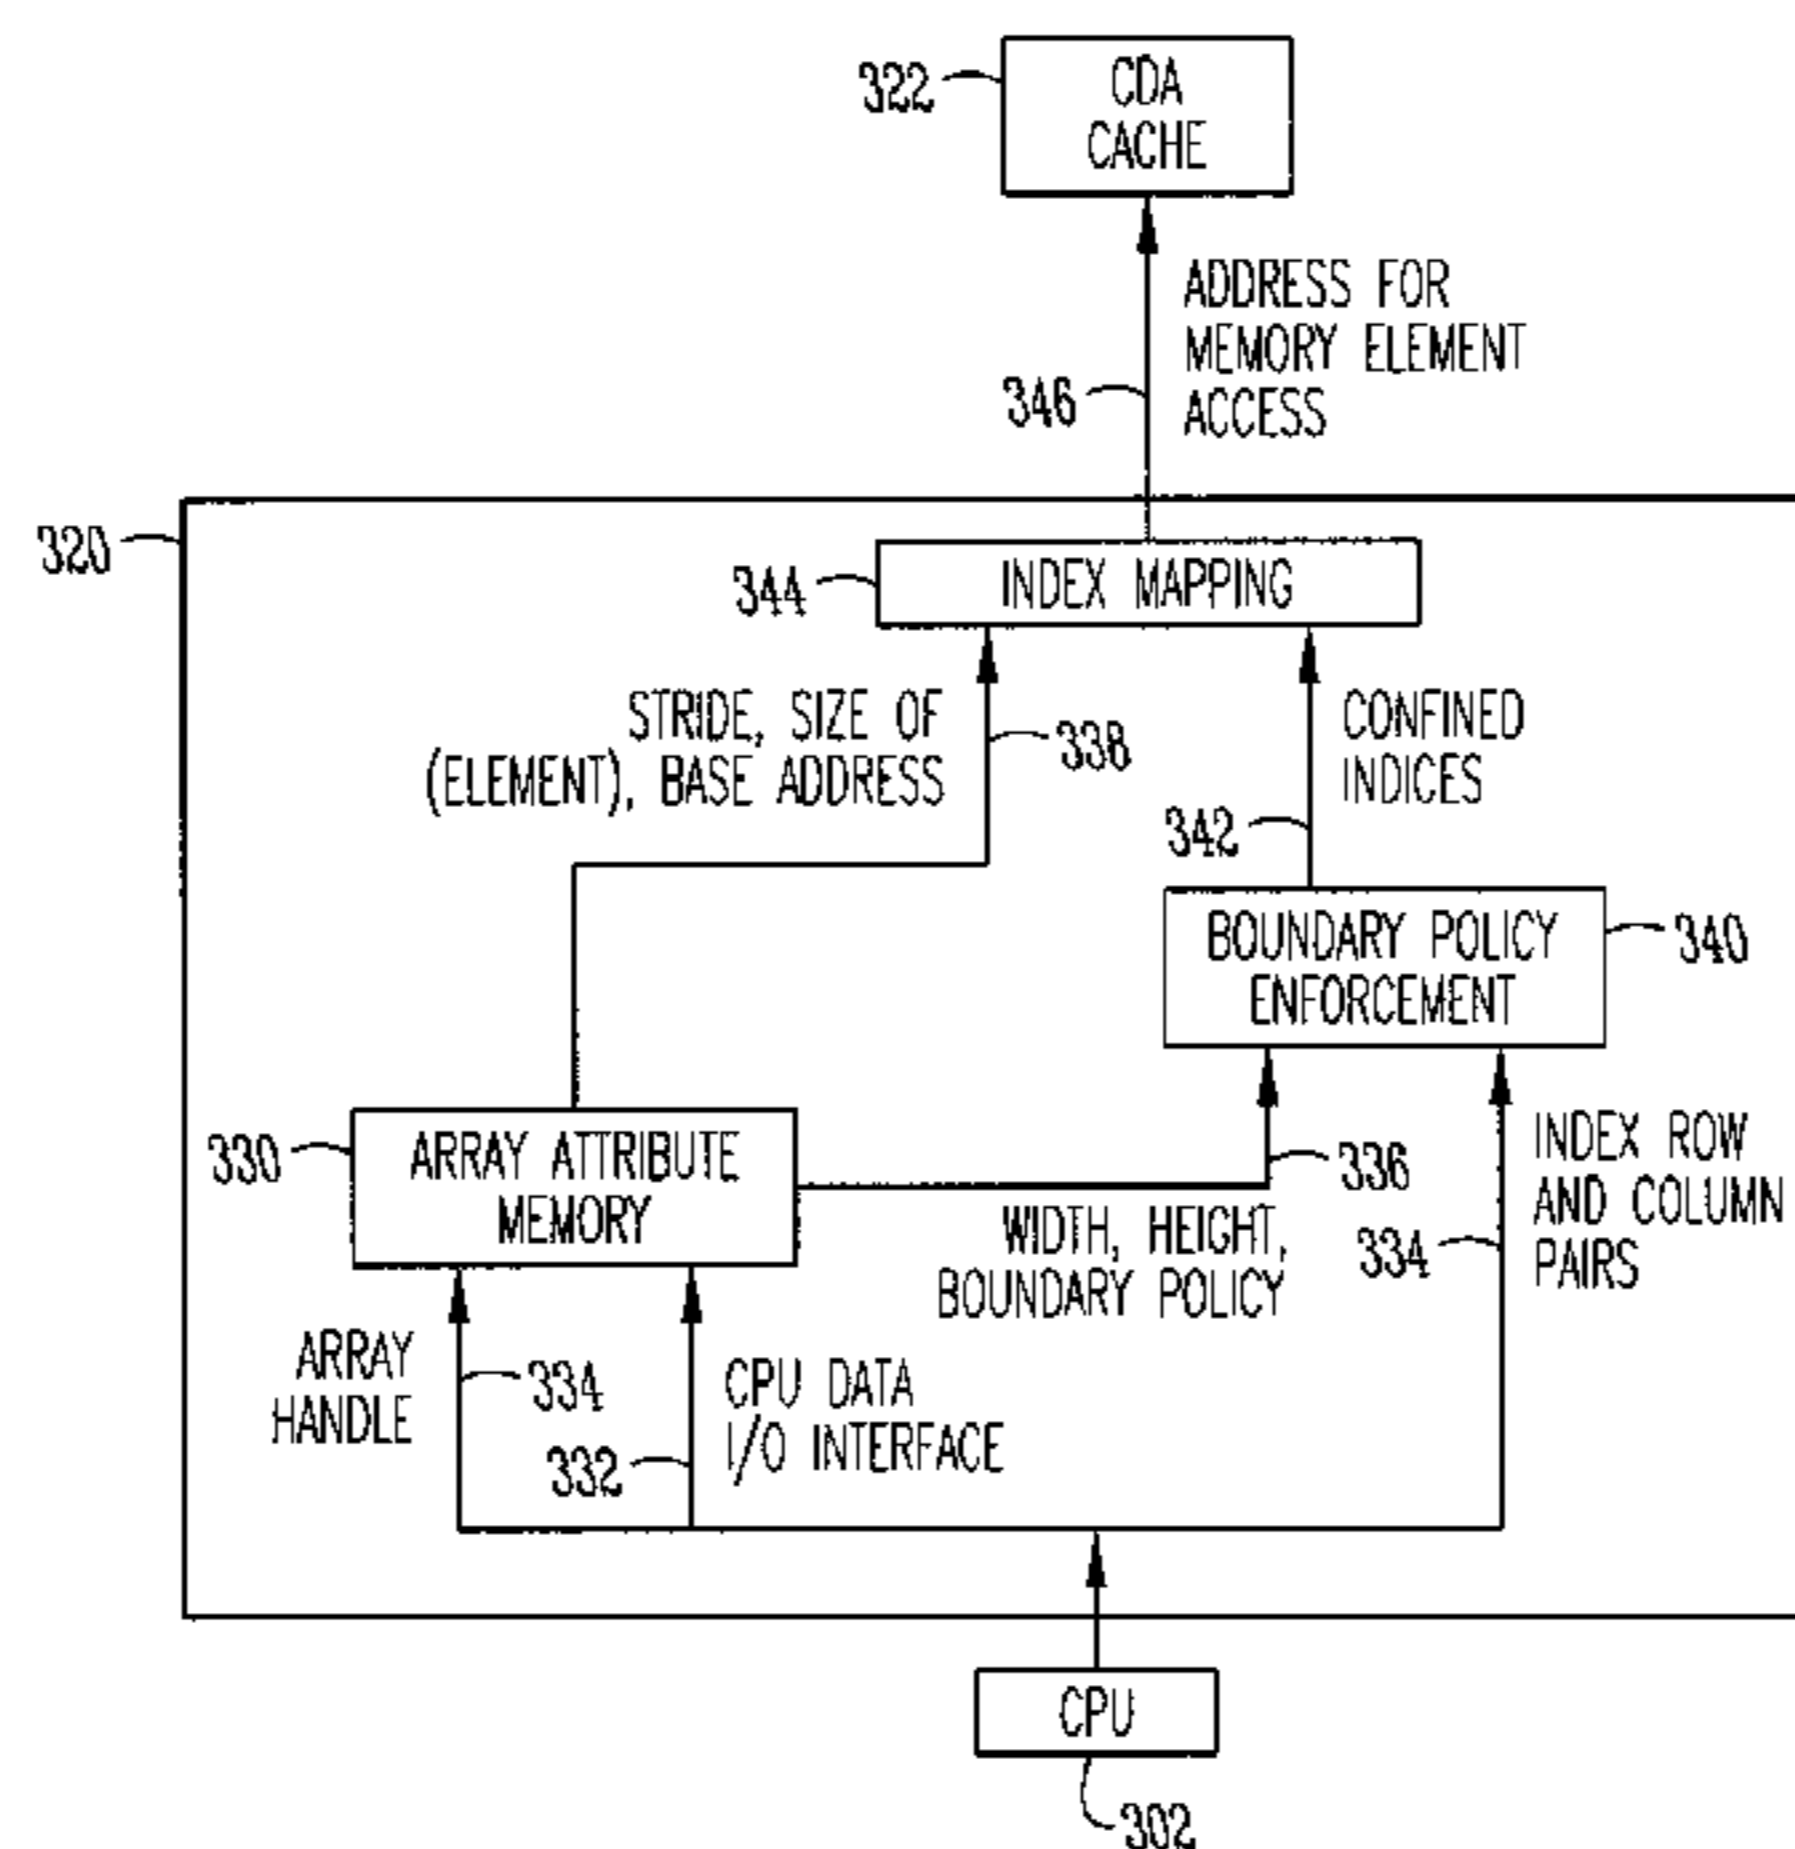 322
CDA
CACHE
ADDRESS FOR
MEMORY ELEMENT
ACCESS
346
320
344
INDEX MAPPING
STRIDE, SIZE OF
(ELEMENT), BASE ADDRESS
338
CONFINED
INDICES
342
BOUNDARY POLICY
ENFORCEMENT
340
330
ARRAY ATTRIBUTE
MEMORY
336
WIDTH, HEIGHT,
BOUNDARY POLICY
INDEX ROW
AND COLUMN
PAIRS
334
ARRAY
HANDLE
334
332
CPU DATA
I/O INTERFACE
CPU
302